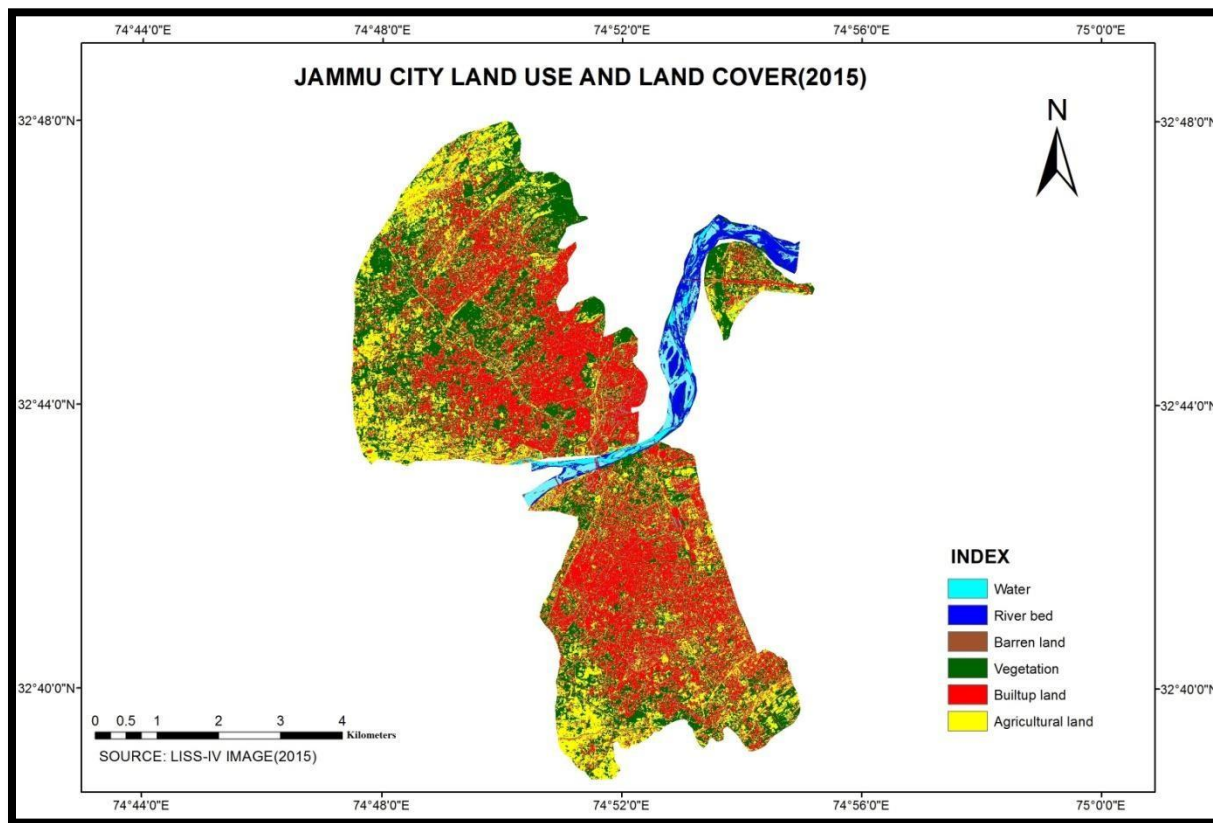 74°44'0"E 74°48'0"E 74°52'0"E 74°56'0"E 75°0'0"E
JAMMU CITY LAND USE AND LAND COVER(2015)
N
32°48'0"N 32°48'0"N
32°44'0"N 32°44'0"N
INDEX
Water
River bed
Barren land
Vegetation
Builtup land
Agricultural land
32°40'0"N 32°40'0"N
0 0.5 1 2 3 4
Kilometers
SOURCE: LISS-IV IMAGE(2015)
74°44'0"E 74°48'0"E 74°52'0"E 74°56'0"E 75°0'0"E